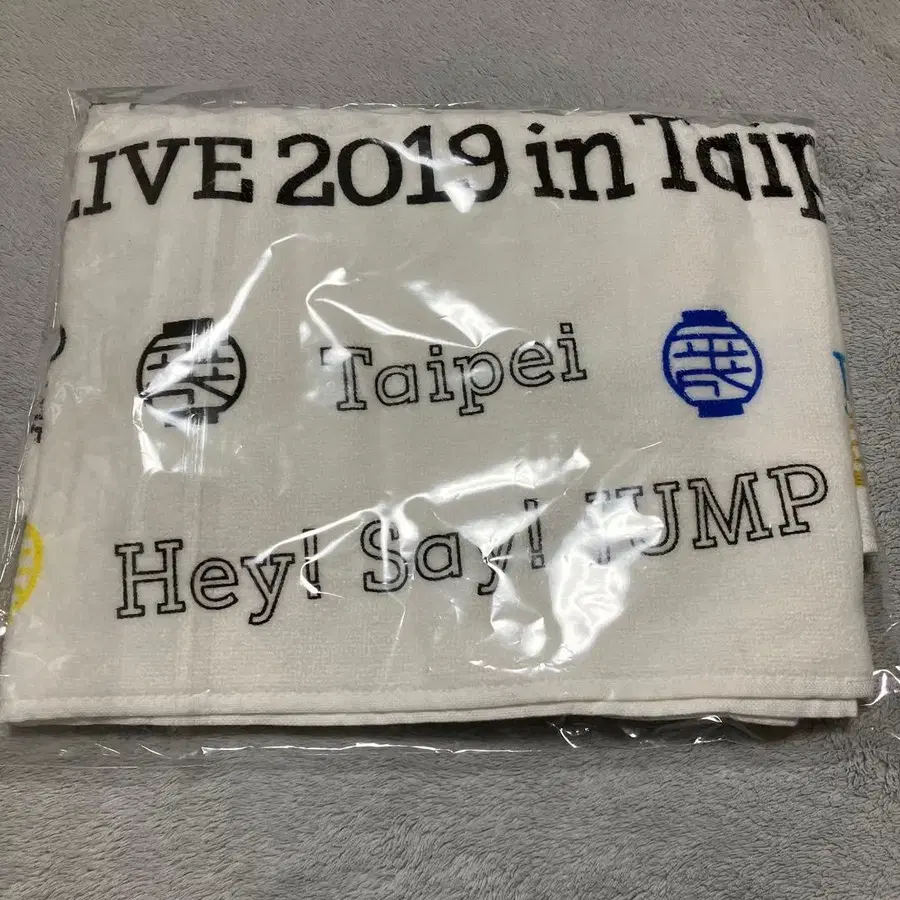 LIVE 2019 in Taip
Taipei
Hey! Say! JUMP